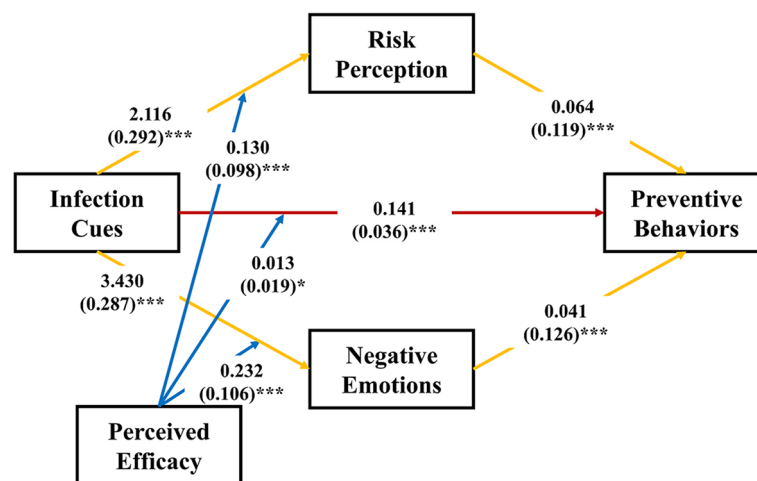 Risk
Perception
2.116
(0.292)***
0.064
(0.119)***
0.130
(0.098)***
Infection
Cues
0.141
(0.036)***
Preventive
Behaviors
0.013
(0.019)*
3.430
(0.287)***
0.041
(0.126)***
Negative
Emotions
0.232
(0.106)***
Perceived
Efficacy